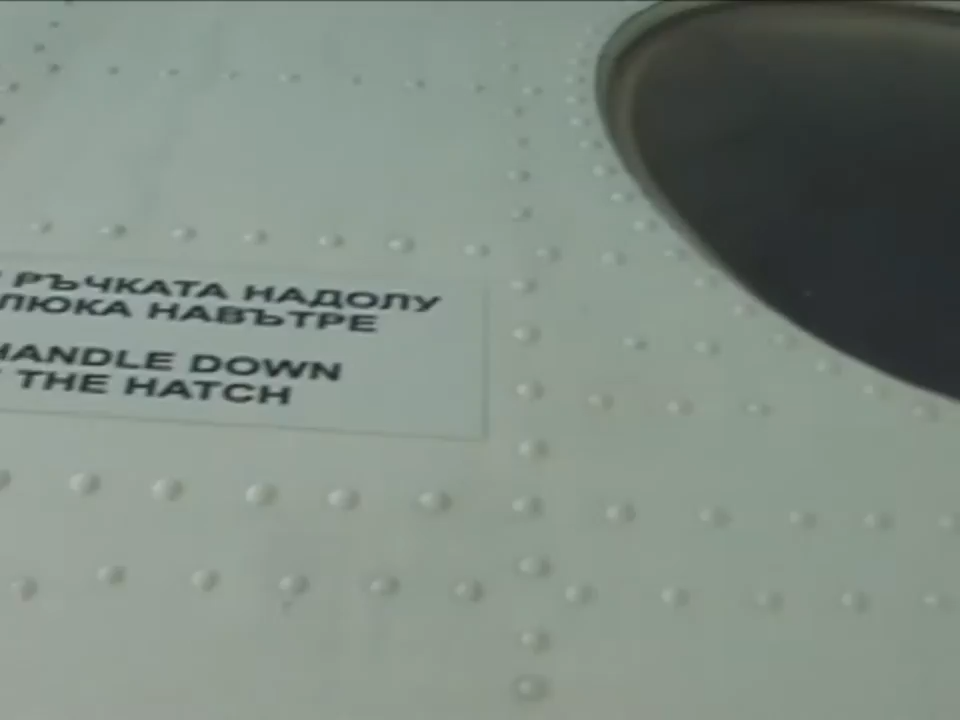 РЪЧКАТА НАДОЛУ
ЛЮКА НАВЪТРЕ
HANDLE DOWN
THE HATCH